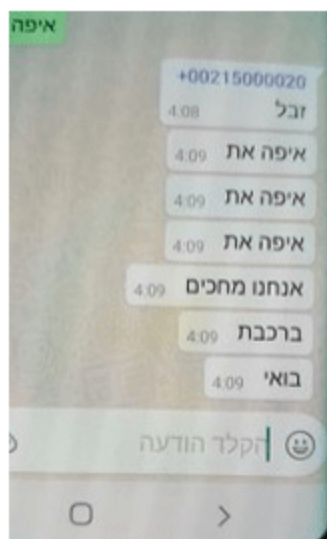 איפה
+00215000020
זבל 4:08
איפה את 4:09
איפה את 4:09
איפה את 4:09
אנחנו מחכים 4:09
ברכבת 4:09
בואי 4:09
הקלד הודעה